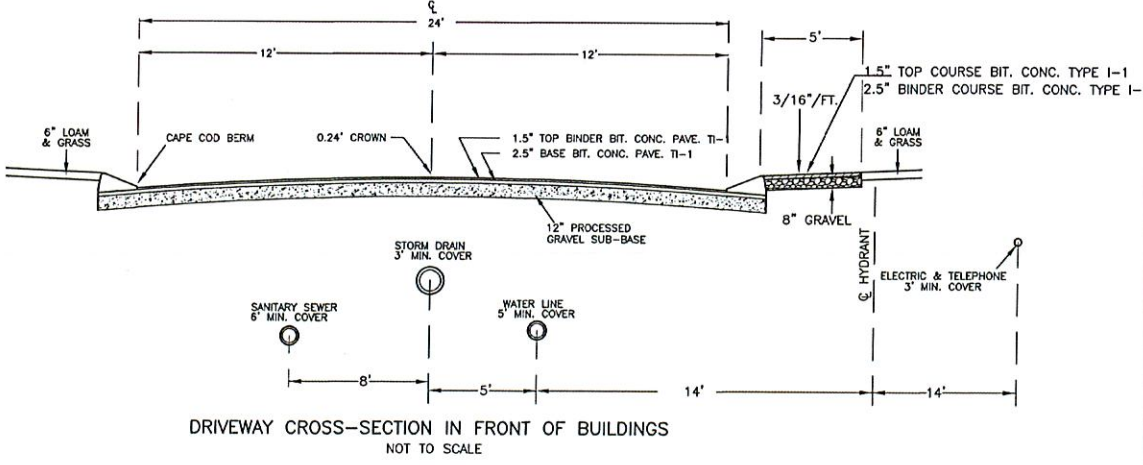 ℄
24'
12'
12'
5'
1.5" TOP COURSE BIT. CONC. TYPE I-1
2.5" BINDER COURSE BIT. CONC. TYPE I-
3/16"/FT.
6" LOAM
& GRASS
CAPE COD BERM
0.24' CROWN
1.5" TOP BINDER BIT. CONC. PAVE. TI-1
2.5" BASE BIT. CONC. PAVE. TI-1
6" LOAM
& GRASS
12" PROCESSED
GRAVEL SUB-BASE
8" GRAVEL
STORM DRAIN
3' MIN. COVER
℄ HYDRANT
ELECTRIC & TELEPHONE
3' MIN. COVER
SANITARY SEWER
6' MIN. COVER
WATER LINE
5' MIN. COVER
8'
5'
14'
14'
DRIVEWAY CROSS-SECTION IN FRONT OF BUILDINGS
NOT TO SCALE